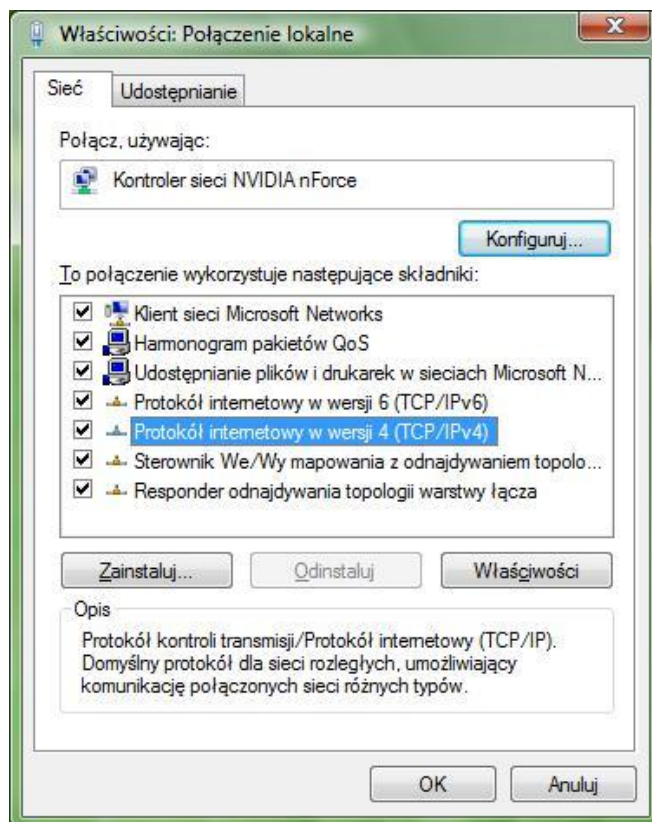 Właściwości: Połączenie lokalne
Sieć
Udostępnianie
Połącz, używając:
Kontroler sieci NVIDIA nForce
Konfiguruj...
To połączenie wykorzystuje następujące składniki:
Klient sieci Microsoft Networks
Harmonogram pakietów QoS
Udostępnianie plików i drukarek w sieciach Microsoft N...
Protokół internetowy w wersji 6 (TCP/IPv6)
Protokół internetowy w wersji 4 (TCP/IPv4)
Sterownik We/Wy mapowania z odnajdywaniem topolo...
Responder odnajdywania topologii warstwy łącza
Zainstaluj...
Odinstaluj
Właściwości
Opis
Protokół kontroli transmisji/Protokół internetowy (TCP/IP).
Domyślny protokół dla sieci rozległych, umożliwiający
komunikację połączonych sieci różnych typów.
OK
Anuluj